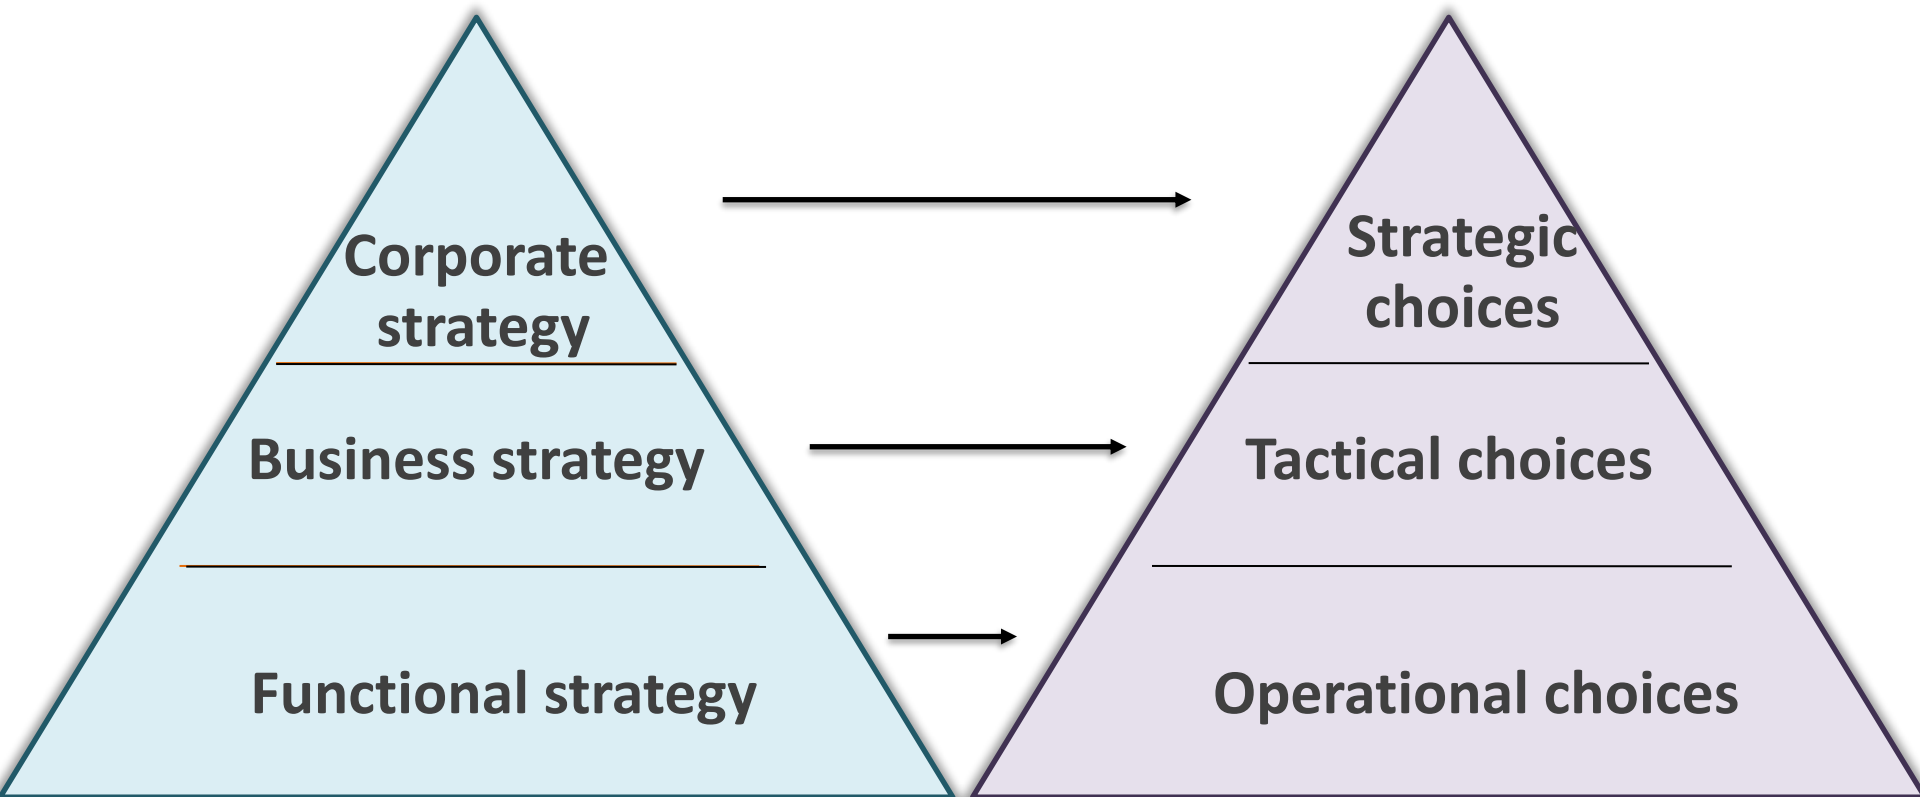 Corporate
strategy
Business strategy
Functional strategy
Strategic
choices
Tactical choices
Operational choices